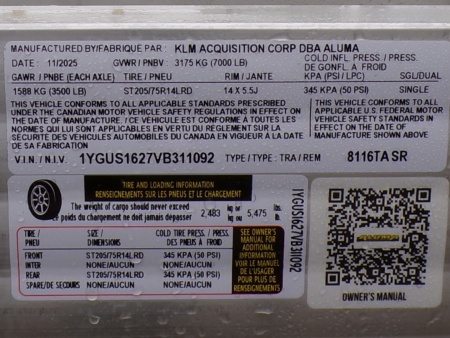 MANUFACTURED BY/FABRIQUE PAR : KLM ACQUISITION CORP DBA ALUMA
DATE : 11/2025 GVWR / PNBV : 3175 KG (7000 LB) COLD INFL. PRESS. / PRESS. DE GONFL. A FROID
GAWR / PNBE (EACH AXLE) TIRE / PNEU RIM / JANTE KPA (PSI / LPC) SGL/DUAL
1588 KG (3500 LB) ST205/75R14LRD 14 X 5.5J 345 KPA (50 PSI) SINGLE
THIS VEHICLE CONFORMS TO ALL APPLICABLE STANDARDS PRESCRIBED
UNDER THE CANADIAN MOTOR VEHICLE SAFETY REGULATIONS IN EFFECT
ON THE DATE OF MANUFACTURE. / CE VÉHICULE EST CONFORME À TOUTES
LES NORMES QUI LUI SONT APPLICABLES EN VERTU DU RÈGLEMENT SUR LA
SÉCURITÉ DES VÉHICULES AUTOMOBILES DU CANADA EN VIGUEUR À LA DATE
DE SA FABRICATION
THIS VEHICLE CONFORMS TO
ALL APPLICABLE U.S. FEDERAL
MOTOR VEHICLE SAFETY
STANDARDS IN EFFECT ON THE
DATE OF MANUFACTURE
SHOWN ABOVE
V.I.N. / N.I.V. 1YGUS1627VB311092 TYPE / TYPE : TRA / REM 8116TA SR
TIRE AND LOADING INFORMATION
RENSEIGNEMENTS SUR LES PNEUS ET LE CHARGEMENT
The weight of cargo should never exceed
Le poids du chargement ne doit jamais dépasser 2,483 kg or kg ou 5,475 lbs. lb.
TIRE / PNEU SIZE / DIMENSIONS COLD TIRE PRESS. / PRESS. DES PNEUS À FROID
FRONT ST205/75R14LRD 345 KPA (50 PSI)
INTER NONE/AUCUN NONE/AUCUN
REAR ST205/75R14LRD 345 KPA (50 PSI)
SPARE/DE SECOURS NONE/AUCUN NONE/AUCUN
SEE OWNER'S
MANUAL FOR
ADDITIONAL
INFORMATION
VOIR LE MANUEL
DE L'USAGER
POUR PLUS DE
RENSEIGNEMENTS
1YGUS1627VB311092
OWNER'S MANUAL